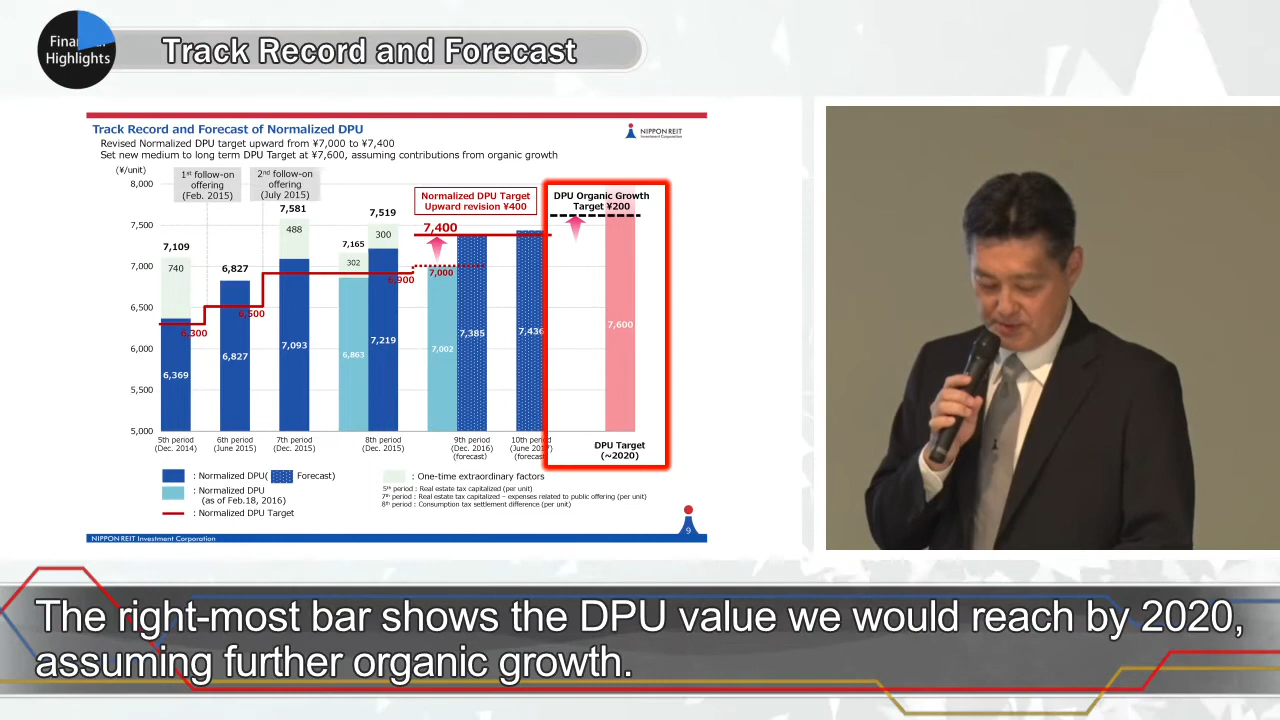 Financial
Highlights
Track Record and Forecast
Track Record and Forecast of Normalized DPU
Revised Normalized DPU target upward from ¥7,000 to ¥7,400
Set new medium to long term DPU Target at ¥7,600, assuming contributions from organic growth
NIPPON REIT
Investment Corporation
(¥/unit)
8,000
7,500
7,000
6,500
6,000
5,500
5,000
1st follow-on
offering
(Feb. 2015)
2nd follow-on
offering
(July 2015)
Normalized DPU Target
Upward revision ¥400
DPU Organic Growth
Target ¥200
7,109
740
6,300
6,369
6,827
6,500
6,827
7,581
488
7,093
7,165
302
6,863
7,519
300
6,900
7,219
7,400
7,000
7,002
7,385
7,436
7,600
5th period
(Dec. 2014)
6th period
(June 2015)
7th period
(Dec. 2015)
8th period
(Dec. 2015)
9th period
(Dec. 2016)
(forecast)
10th period
(June 2017
(forecast
DPU Target
(~2020)
: Normalized DPU( Forecast)
: Normalized DPU
(as of Feb.18, 2016)
: Normalized DPU Target
: One-time extraordinary factors
5th period : Real estate tax capitalized (per unit)
7th period : Real estate tax capitalized – expenses related to public offering (per unit)
8th period : Consumption tax settlement difference (per unit)
NIPPON REIT Investment Corporation
9
The right-most bar shows the DPU value we would reach by 2020,
assuming further organic growth.